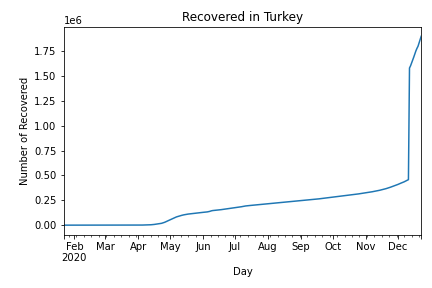 Recovered in Turkey
1e6
Number of Recovered
1.75
1.50
1.25
1.00
0.75
0.50
0.25
0.00
Feb Mar Apr May Jun Jul Aug Sep Oct Nov Dec
2020
Day